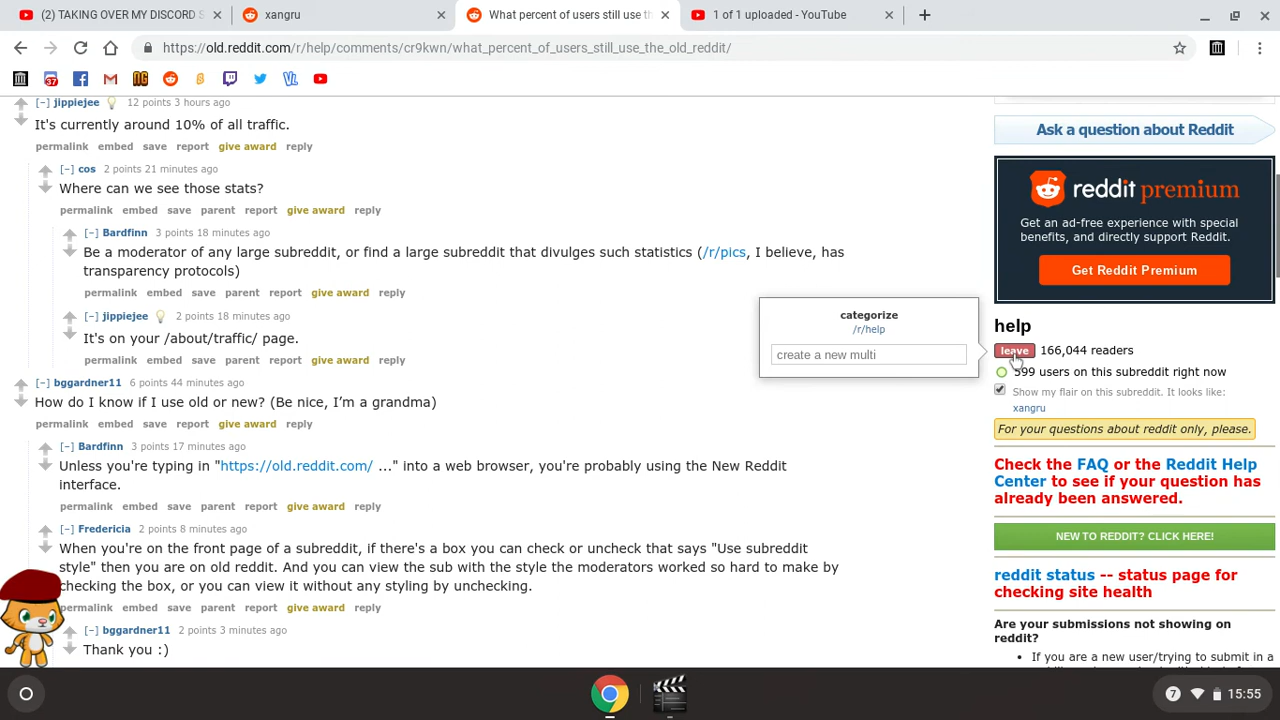 (2) TAKING OVER MY DISCORD S
xangru
What percent of users still use th
1 of 1 uploaded - YouTube
https://old.reddit.com/r/help/comments/cr9kwn/what_percent_of_users_still_use_the_old_reddit/
37
[–] jippiejee 12 points 3 hours ago
It's currently around 10% of all traffic.
permalink embed save report give award reply
[–] cos 2 points 21 minutes ago
Where can we see those stats?
permalink embed save parent report give award reply
[–] Bardfinn 3 points 18 minutes ago
Be a moderator of any large subreddit, or find a large subreddit that divulges such statistics (/r/pics, I believe, has
transparency protocols)
permalink embed save parent report give award reply
[–] jippiejee 2 points 18 minutes ago
It's on your /about/traffic/ page.
permalink embed save parent report give award reply
[–] bggardner11 6 points 44 minutes ago
How do I know if I use old or new? (Be nice, I'm a grandma)
permalink embed save report give award reply
[–] Bardfinn 3 points 17 minutes ago
Unless you're typing in "https://old.reddit.com/ ..." into a web browser, you're probably using the New Reddit
interface.
permalink embed save parent report give award reply
[–] Fredericia 2 points 8 minutes ago
When you're on the front page of a subreddit, if there's a box you can check or uncheck that says "Use subreddit
style" then you are on old reddit. And you can view the sub with the style the moderators worked so hard to make by
checking the box, or you can view it without any styling by unchecking.
permalink embed save parent report give award reply
[–] bggardner11 2 points 3 minutes ago
Thank you :)
categorize
/r/help
create a new multi
Ask a question about Reddit
reddit premium
Get an ad-free experience with special
benefits, and directly support Reddit.
Get Reddit Premium
help
leave 166,044 readers
599 users on this subreddit right now
Show my flair on this subreddit. It looks like:
xangru
For your questions about reddit only, please.
Check the FAQ or the Reddit Help
Center to see if your question has
already been answered.
NEW TO REDDIT? CLICK HERE!
reddit status -- status page for
checking site health
Are your submissions not showing on
reddit?
• If you are a new user/trying to submit in a
7
15:55